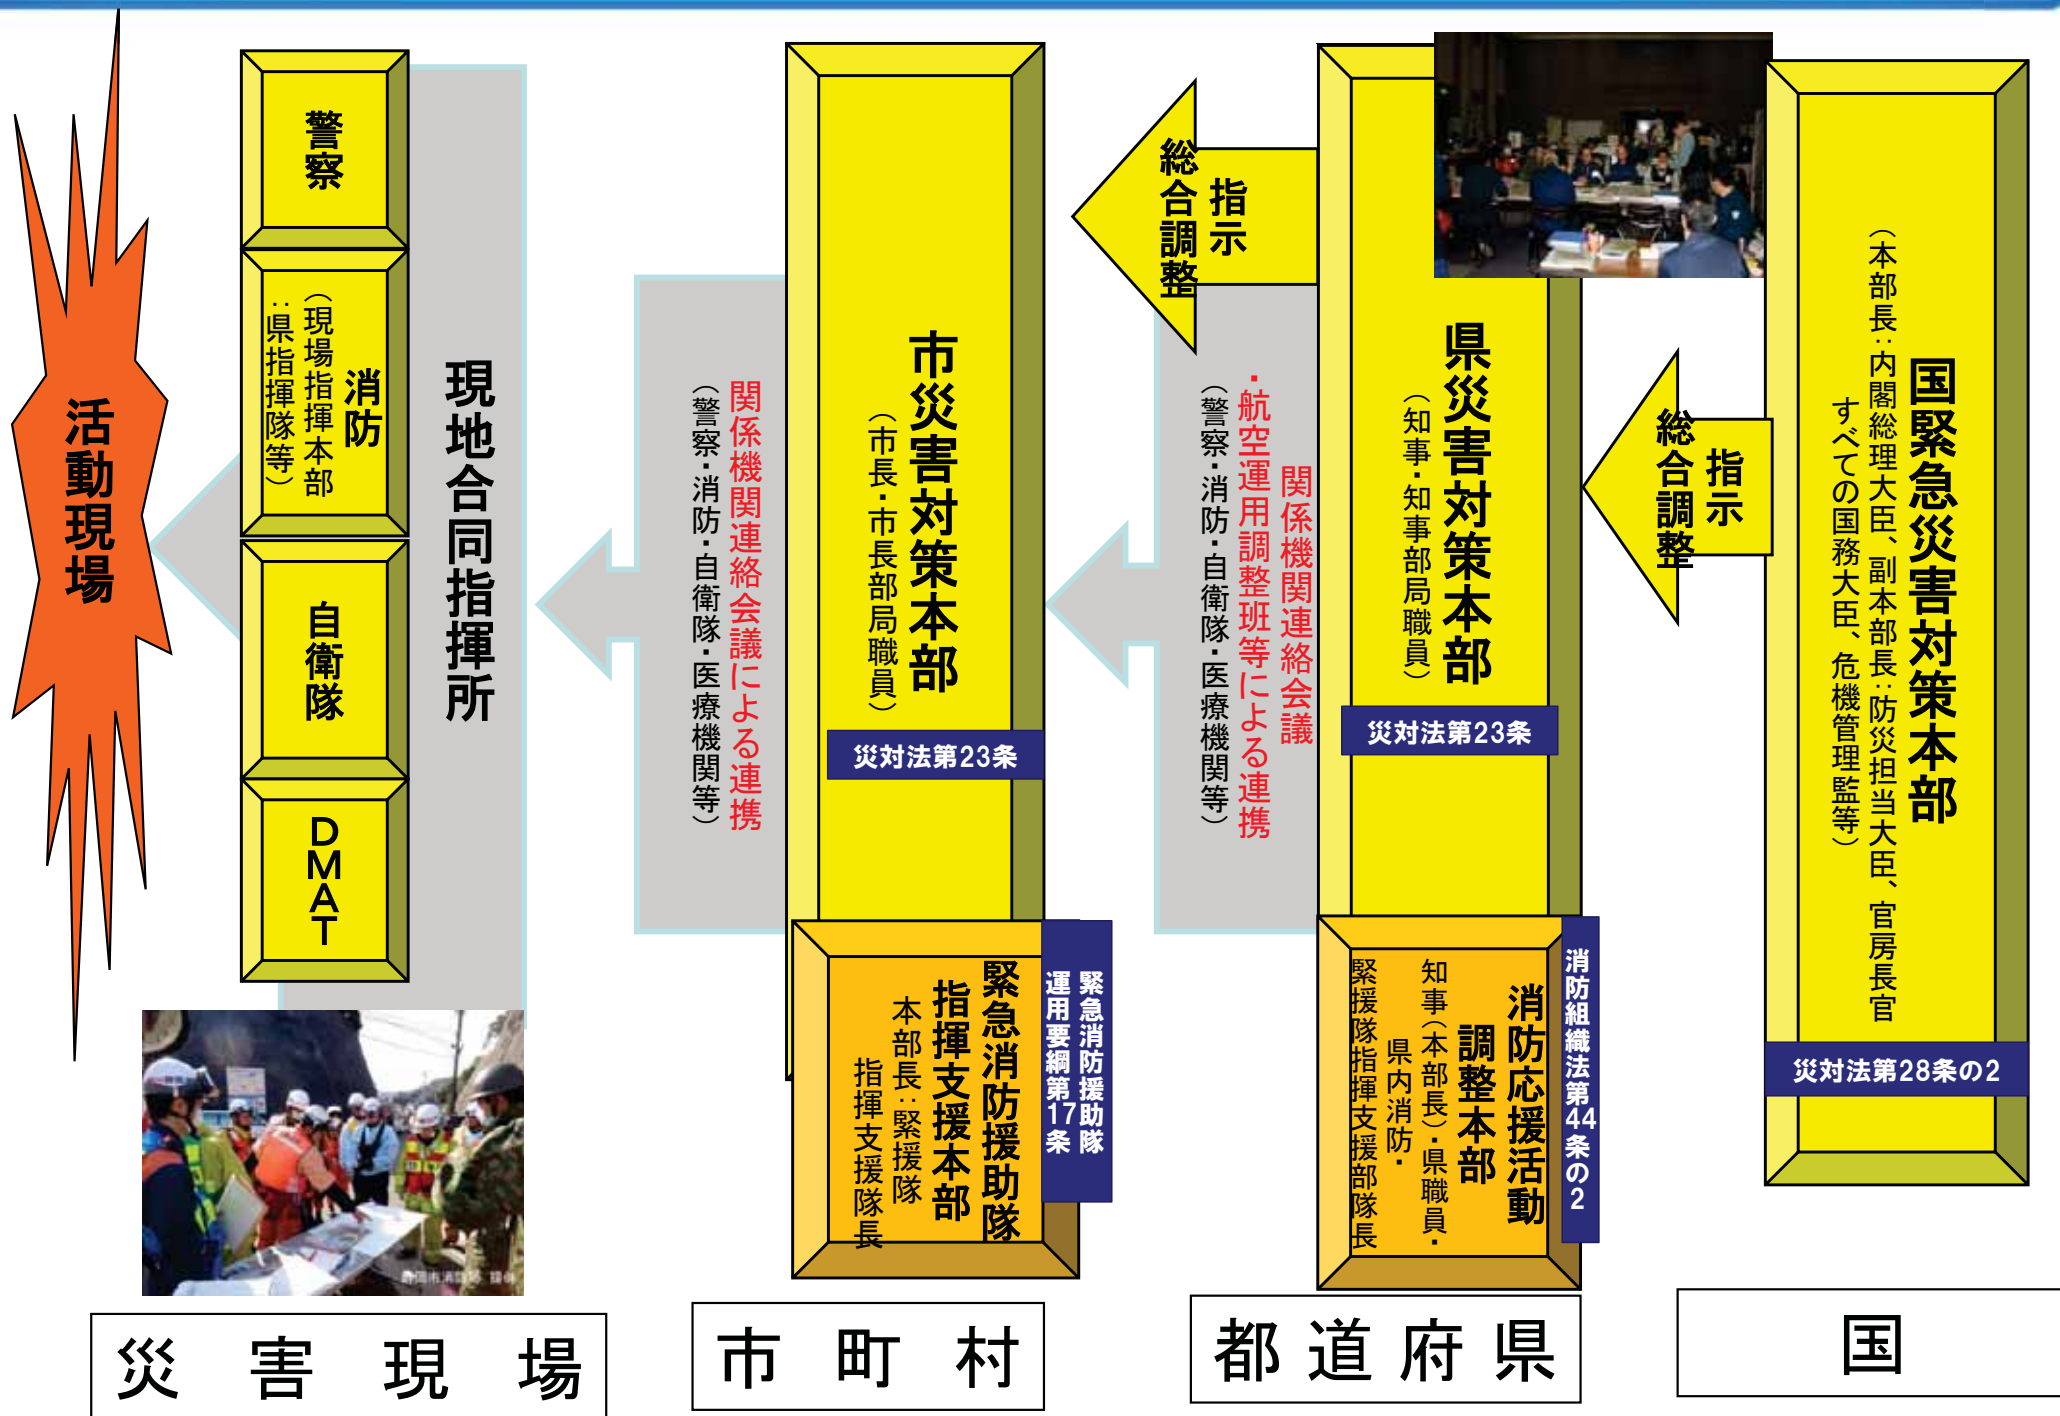 国緊急災害対策本部
（本部長：内閣総理大臣、副本部長：防災担当大臣、官房長官
すべての国務大臣、危機管理監等）
災対法第28条の2
指示
総合調整
県災害対策本部
（知事・知事部局職員）
災対法第23条
消防組織法第44条の2
消防応援活動
調整本部
知事（本部長）・県職員・
県内消防・
緊援隊指揮支援部隊長
指示
総合調整
関係機関連絡会議
・航空運用調整班等による連携
（警察・消防・自衛隊・医療機関等）
市災害対策本部
（市長・市長部局職員）
災対法第23条
緊急消防援助隊
運用要綱第17条
緊急消防援助隊
指揮支援本部
本部長：緊援隊
指揮支援隊長
関係機関連絡会議による連携
（警察・消防・自衛隊・医療機関等）
現地合同指揮所
警察
消防
（現場指揮本部
：県指揮隊等）
自衛隊
DMAT
活動現場
災害現場
市町村
都道府県
国